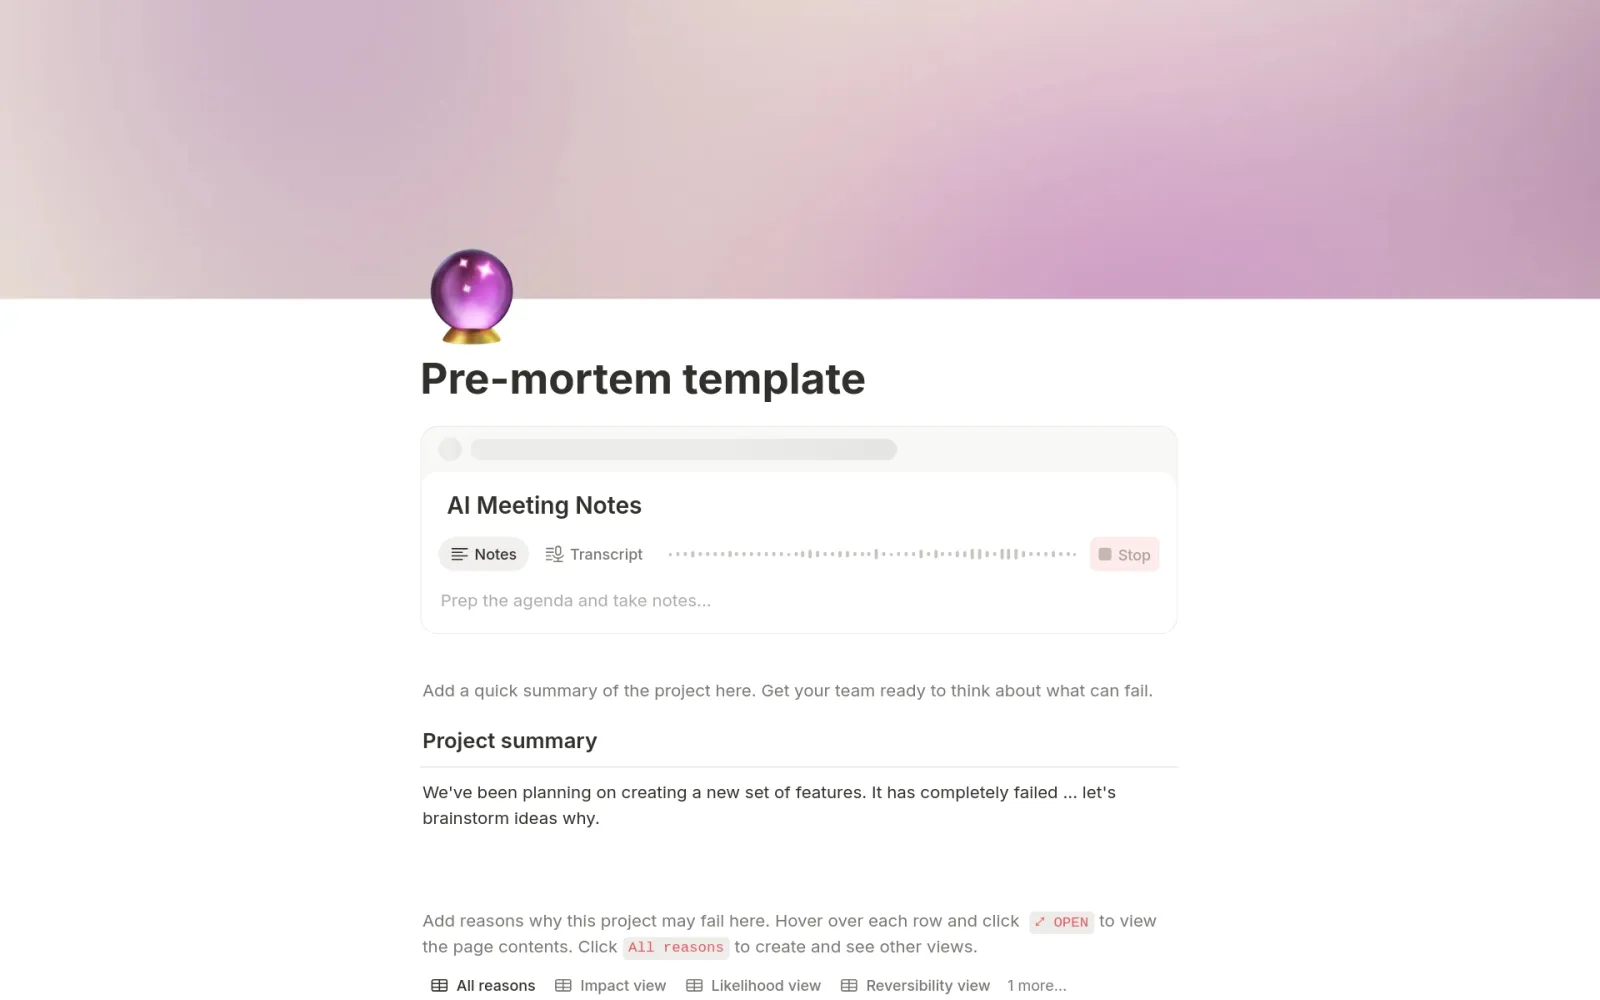 Pre-mortem template
AI Meeting Notes
Notes Transcript Stop
Prep the agenda and take notes...
Add a quick summary of the project here. Get your team ready to think about what can fail.
Project summary
We've been planning on creating a new set of features. It has completely failed ... let's
brainstorm ideas why.
Add reasons why this project may fail here. Hover over each row and click ⤢ OPEN to view
the page contents. Click All reasons to create and see other views.
All reasons Impact view Likelihood view Reversibility view 1 more...